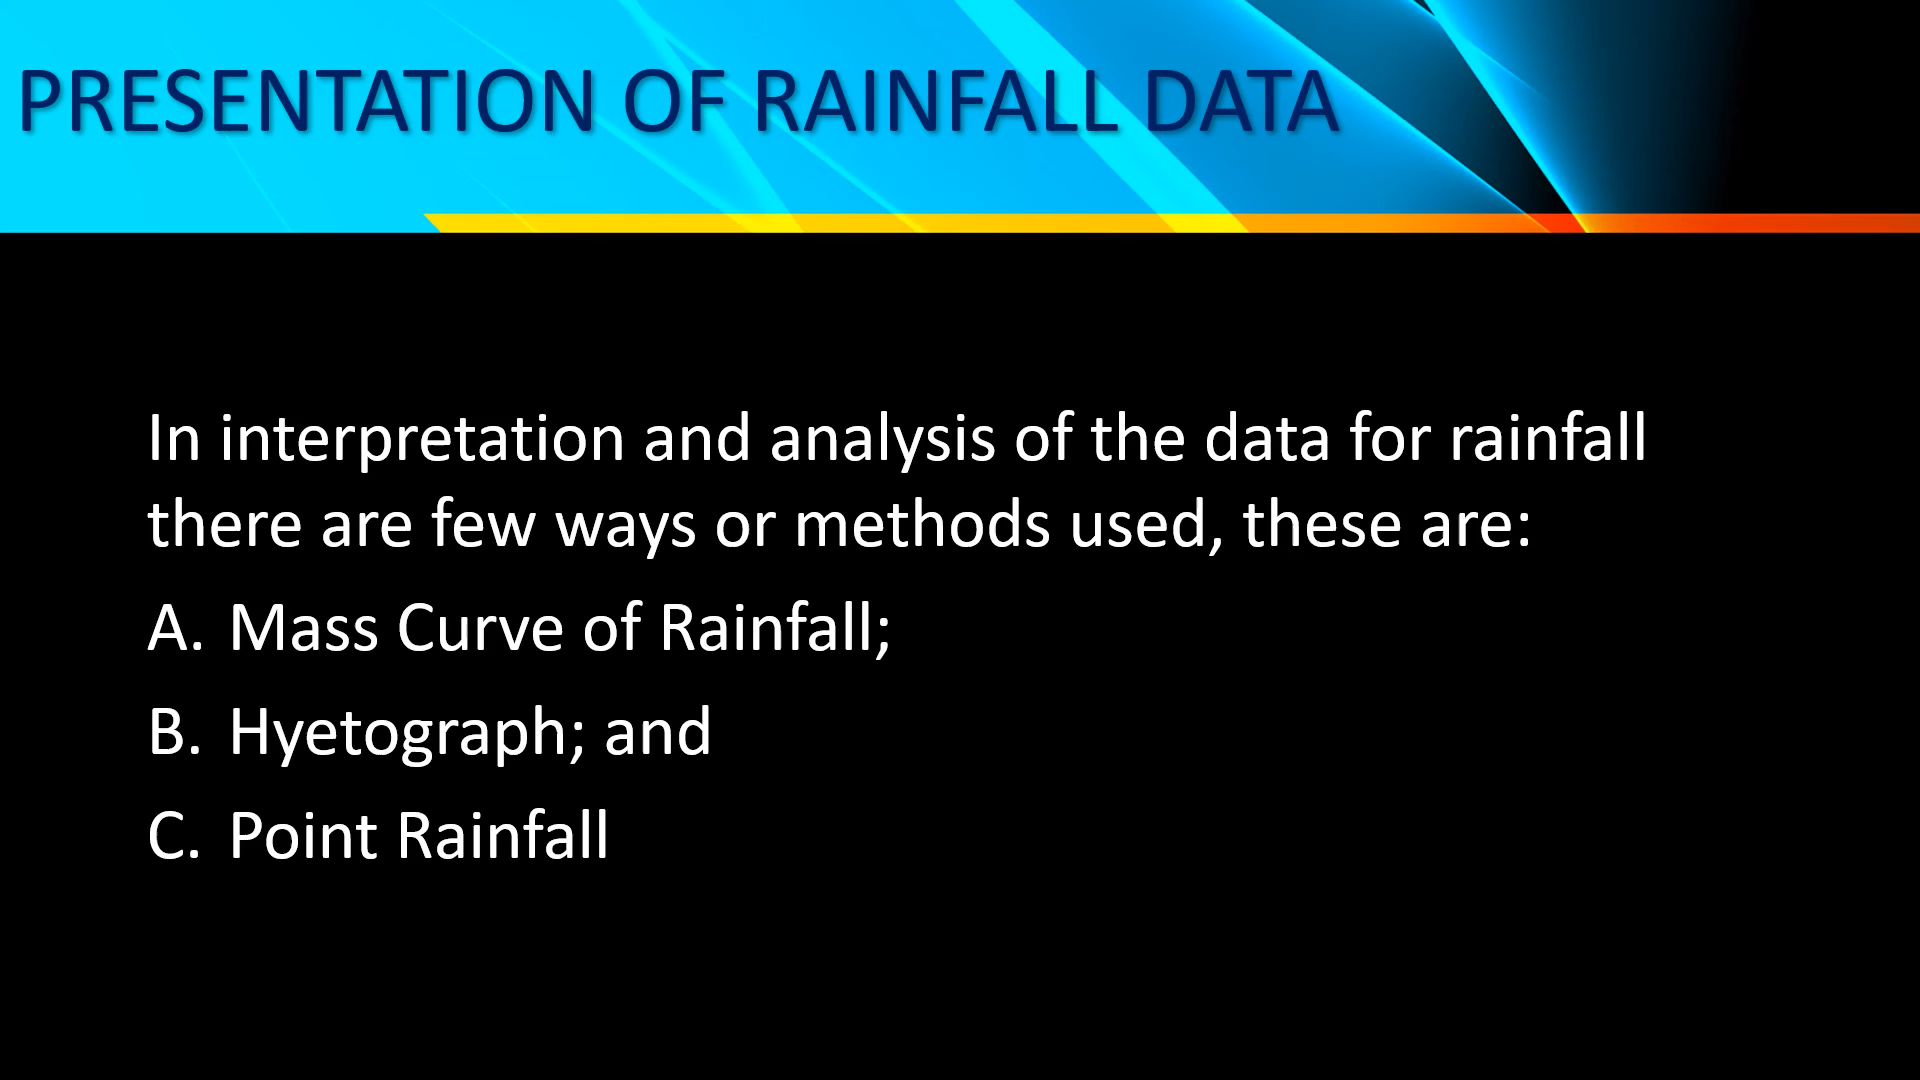 PRESENTATION OF RAINFALL DATA
In interpretation and analysis of the data for rainfall
there are few ways or methods used, these are:
A. Mass Curve of Rainfall;
B. Hyetograph; and
C. Point Rainfall